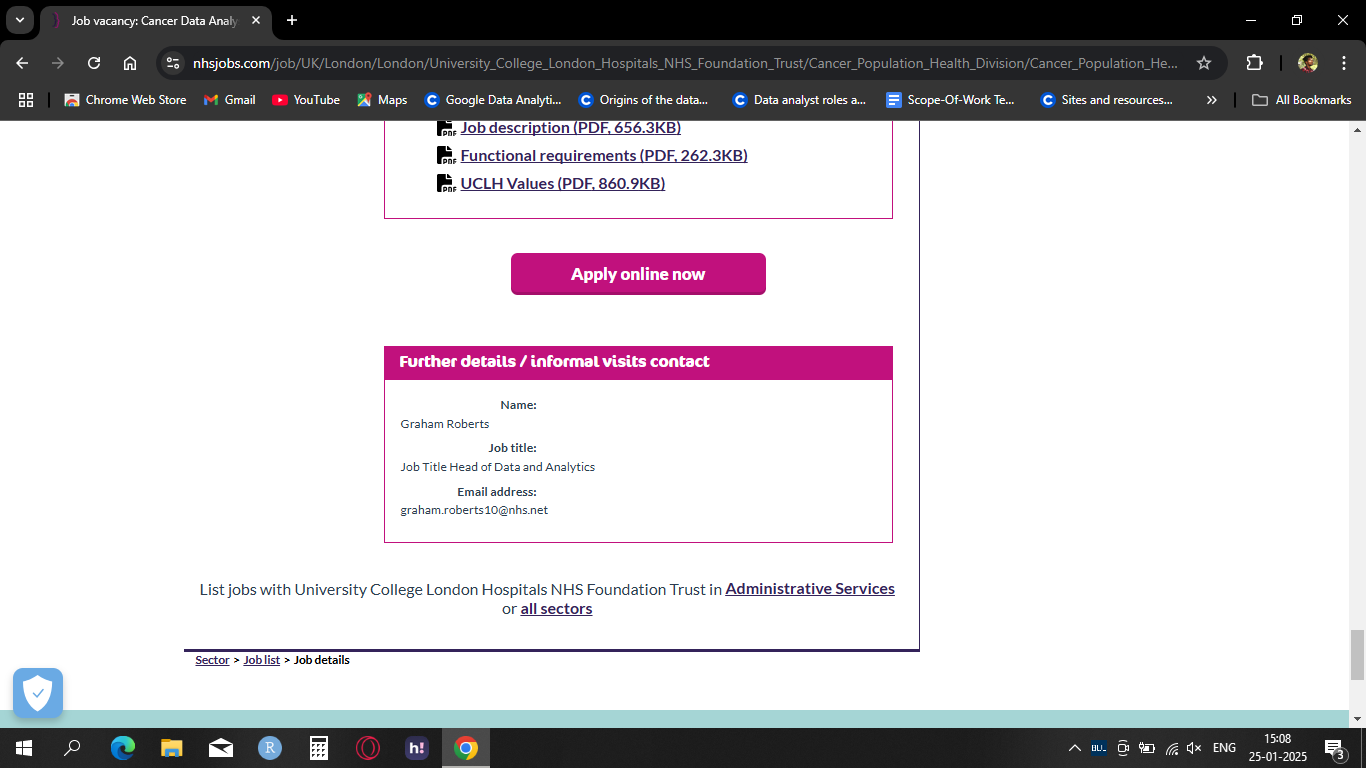 Job vacancy: Cancer Data Analy
nhsjobs.com/job/UK/London/London/University_College_London_Hospitals_NHS_Foundation_Trust/Cancer_Population_Health_Division/Cancer_Population_He...
Chrome Web Store
Gmail
YouTube
Maps
Google Data Analyti...
Origins of the data...
Data analyst roles a...
Scope-Of-Work Te...
Sites and resources...
»
All Bookmarks
PDF Job description (PDF, 656.3KB)
PDF Functional requirements (PDF, 262.3KB)
PDF UCLH Values (PDF, 860.9KB)
Apply online now
Further details / informal visits contact
Name:
Graham Roberts
Job title:
Job Title Head of Data and Analytics
Email address:
graham.roberts10@nhs.net
List jobs with University College London Hospitals NHS Foundation Trust in Administrative Services
or all sectors
Sector > Job list > Job details
R
h!
BU..
ENG
15:08
25-01-2025
3